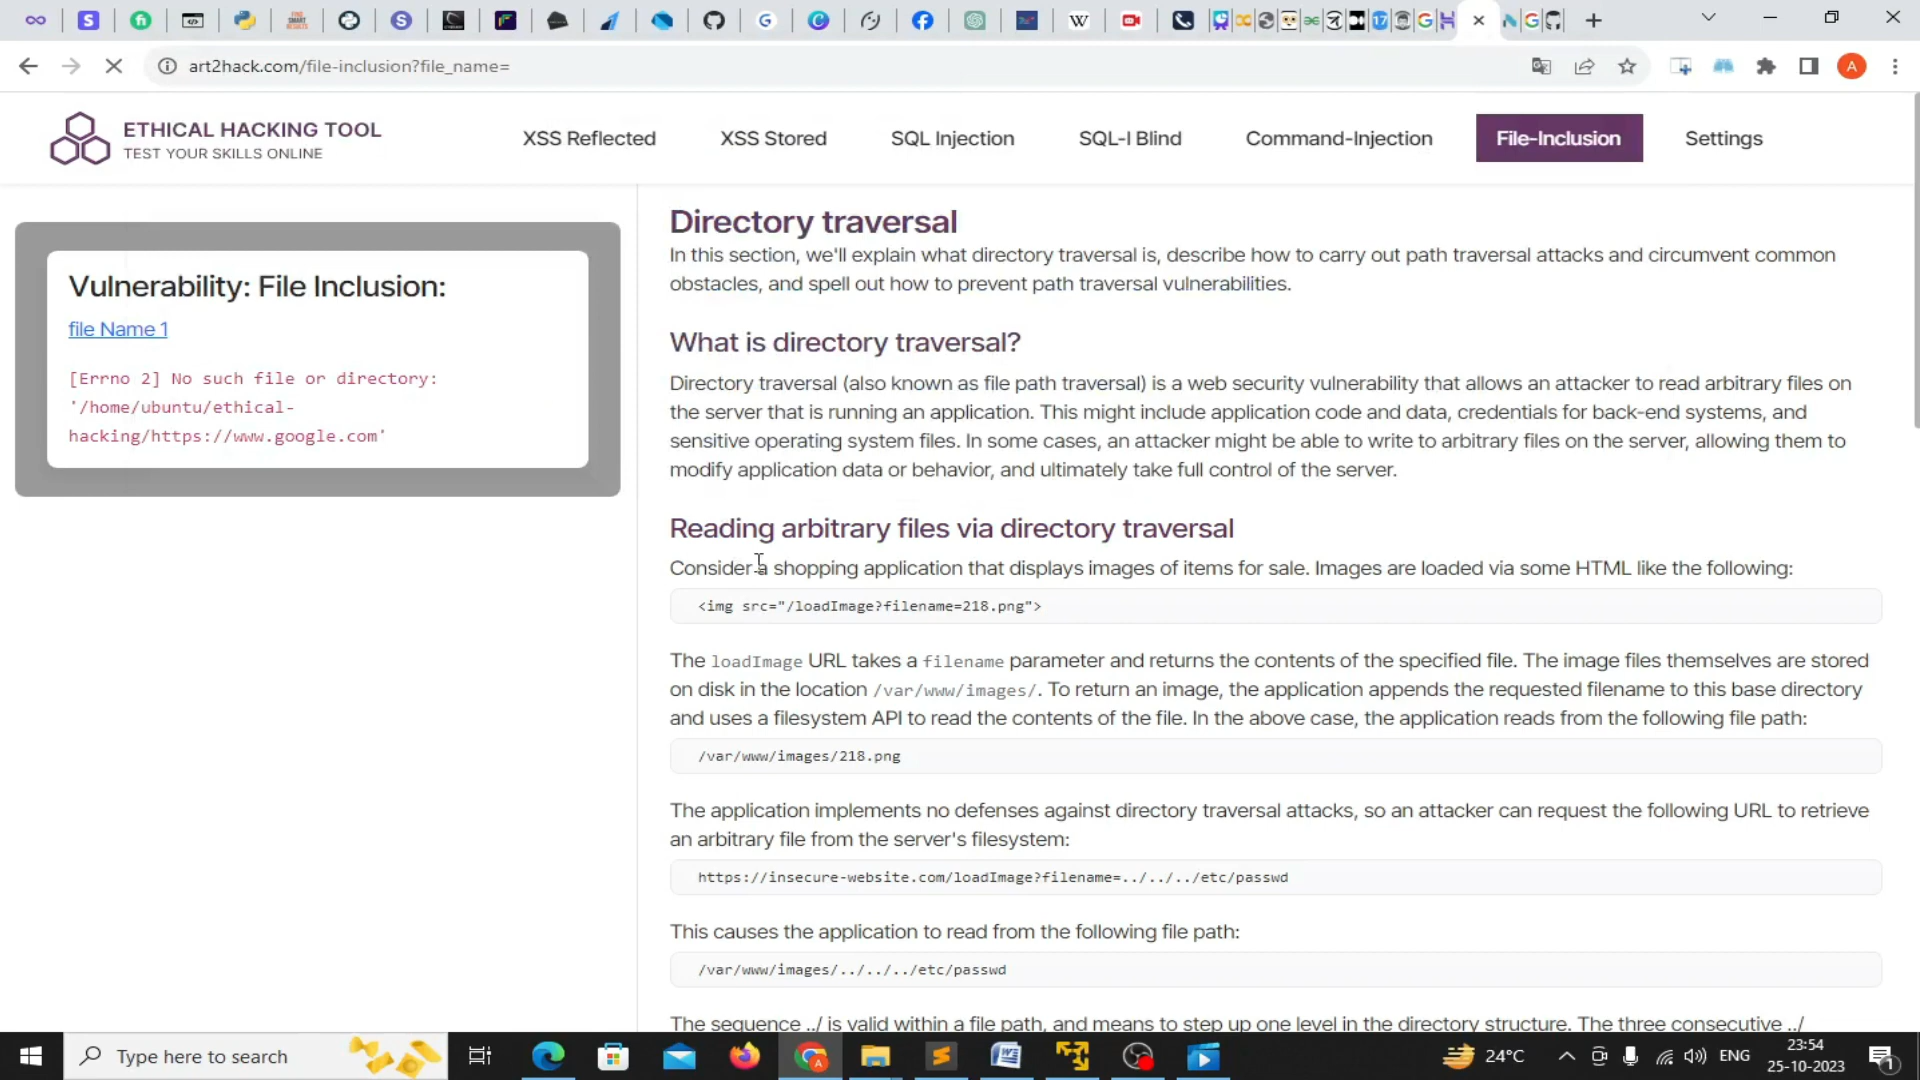 art2hack.com/file-inclusion?file_name=
A
ETHICAL HACKING TOOL
TEST YOUR SKILLS ONLINE
XSS Reflected
XSS Stored
SQL Injection
SQL-I Blind
Command-Injection
File-Inclusion
Settings
Vulnerability: File Inclusion:
file Name 1
[Errno 2] No such file or directory:
'/home/ubuntu/ethical-
hacking/https://www.google.com'
Directory traversal
In this section, we'll explain what directory traversal is, describe how to carry out path traversal attacks and circumvent common
obstacles, and spell out how to prevent path traversal vulnerabilities.
What is directory traversal?
Directory traversal (also known as file path traversal) is a web security vulnerability that allows an attacker to read arbitrary files on
the server that is running an application. This might include application code and data, credentials for back-end systems, and
sensitive operating system files. In some cases, an attacker might be able to write to arbitrary files on the server, allowing them to
modify application data or behavior, and ultimately take full control of the server.
Reading arbitrary files via directory traversal
Consider a shopping application that displays images of items for sale. Images are loaded via some HTML like the following:
<img src="/loadImage?filename=218.png">
The loadImage URL takes a filename parameter and returns the contents of the specified file. The image files themselves are stored
on disk in the location /var/www/images/. To return an image, the application appends the requested filename to this base directory
and uses a filesystem API to read the contents of the file. In the above case, the application reads from the following file path:
/var/www/images/218.png
The application implements no defenses against directory traversal attacks, so an attacker can request the following URL to retrieve
an arbitrary file from the server's filesystem:
https://insecure-website.com/loadImage?filename=../../../etc/passwd
This causes the application to read from the following file path:
/var/www/images/../../../etc/passwd
The sequence ../ is valid within a file path, and means to step up one level in the directory structure. The three consecutive ../
Type here to search
24°C
ENG
23:54
25-10-2023
1